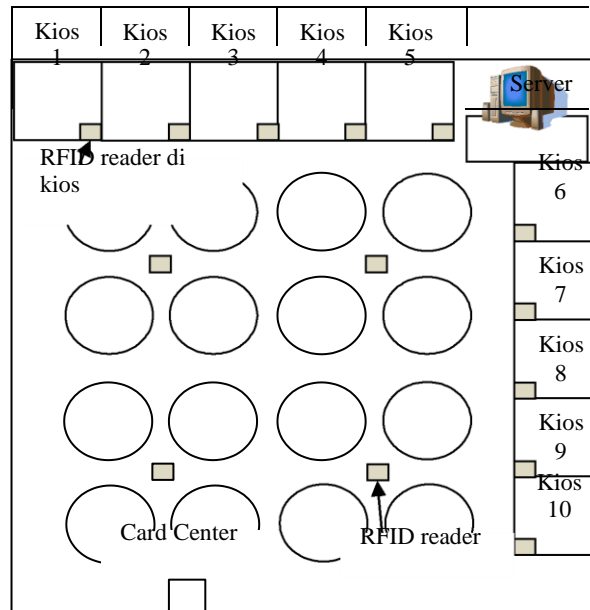 Kios 1
Kios 2
Kios 3
Kios 4
Kios 5
Server
RFID reader di
kios
Kios
6
Kios
7
Kios
8
Kios
9
Kios
10
Card Center
RFID reader